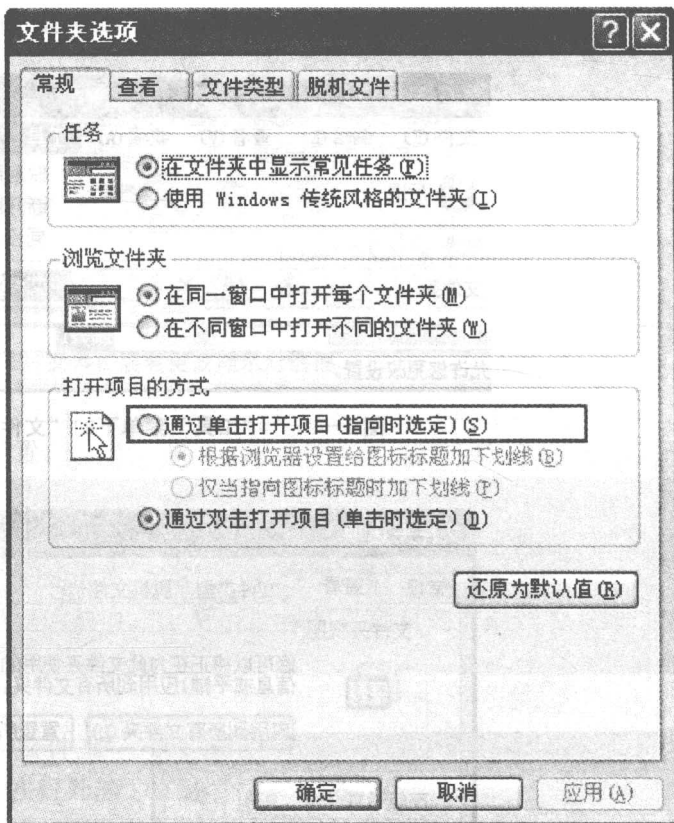 文件夹选项
常规 查看 文件类型 脱机文件
任务
在文件夹中显示常见任务(F)
使用 Windows 传统风格的文件夹(I)
浏览文件夹
在同一窗口中打开每个文件夹(M)
在不同窗口中打开不同的文件夹(W)
打开项目的方式
通过单击打开项目(指向时选定)(S)
根据浏览器设置给图标标题加下划线(B)
仅当指向图标标题时加下划线(P)
通过双击打开项目(单击时选定)(D)
还原为默认值(R)
确定 取消 应用(A)